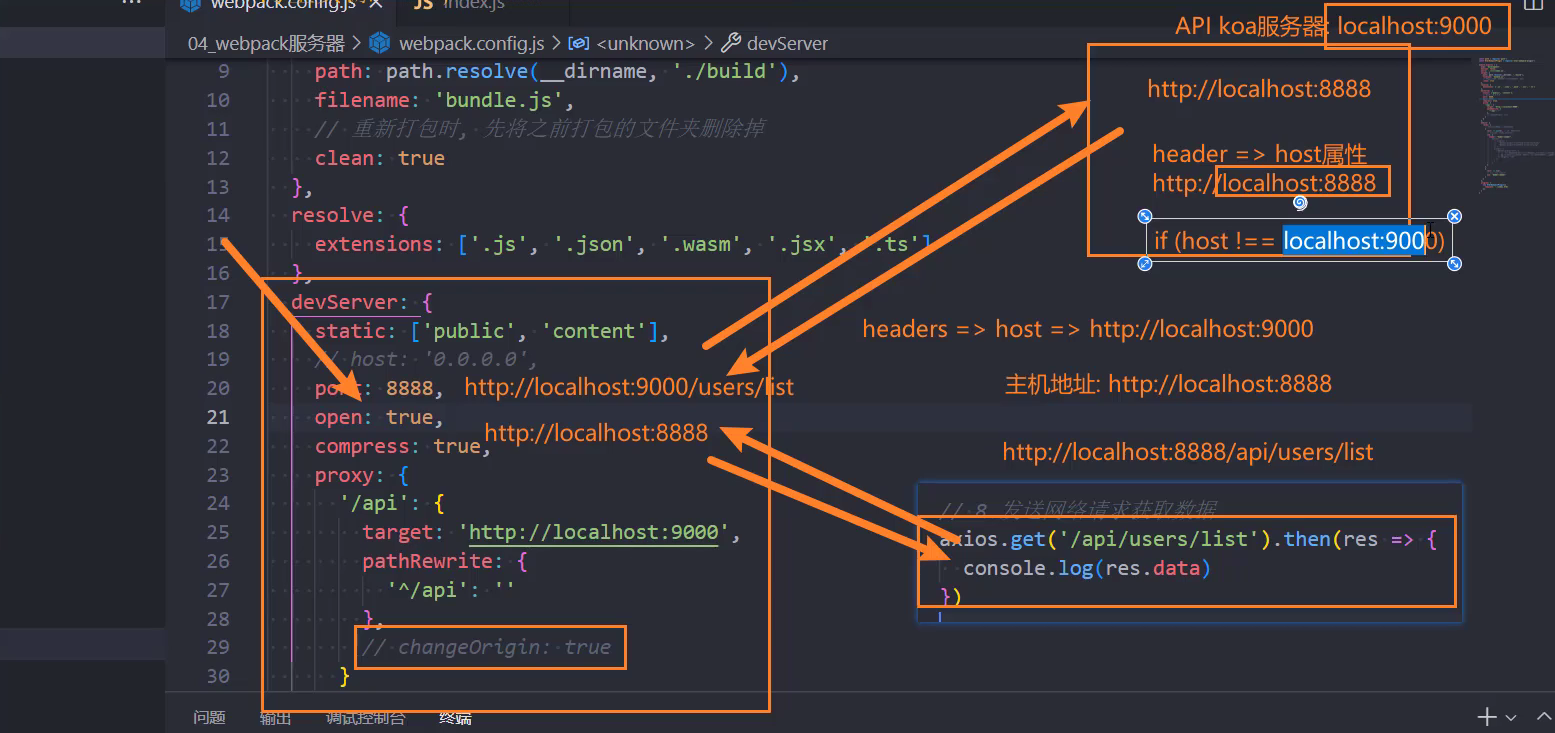 webpack.config.js
JS index.js
04_webpack服务器 > webpack.config.js > <unknown> > devServer
9 path: path.resolve(__dirname, './build'),
10 filename: 'bundle.js',
11 // 重新打包时, 先将之前打包的文件夹删除掉
12 clean: true
13 },
14 resolve: {
15 extensions: ['.js', '.json', '.wasm', '.jsx', '.ts']
16 },
17 devServer: {
18 static: ['public', 'content'],
19 // host: '0.0.0.0',
20 port: 8888,
21 open: true,
22 compress: true,
23 proxy: {
24 '/api': {
25 target: 'http://localhost:9000',
26 pathRewrite: {
27 '^/api': ''
28 },
29 // changeOrigin: true
30 }
http://localhost:9000/users/list
http://localhost:8888
API koa服务器: localhost:9000
http://localhost:8888
header => host属性
http://localhost:8888
if (host !== localhost:9000)
headers => host => http://localhost:9000
主机地址: http://localhost:8888
http://localhost:8888/api/users/list
// 8 发送网络请求获取数据
axios.get('/api/users/list').then(res => {
console.log(res.data)
})
问题 输出 调试控制台 终端